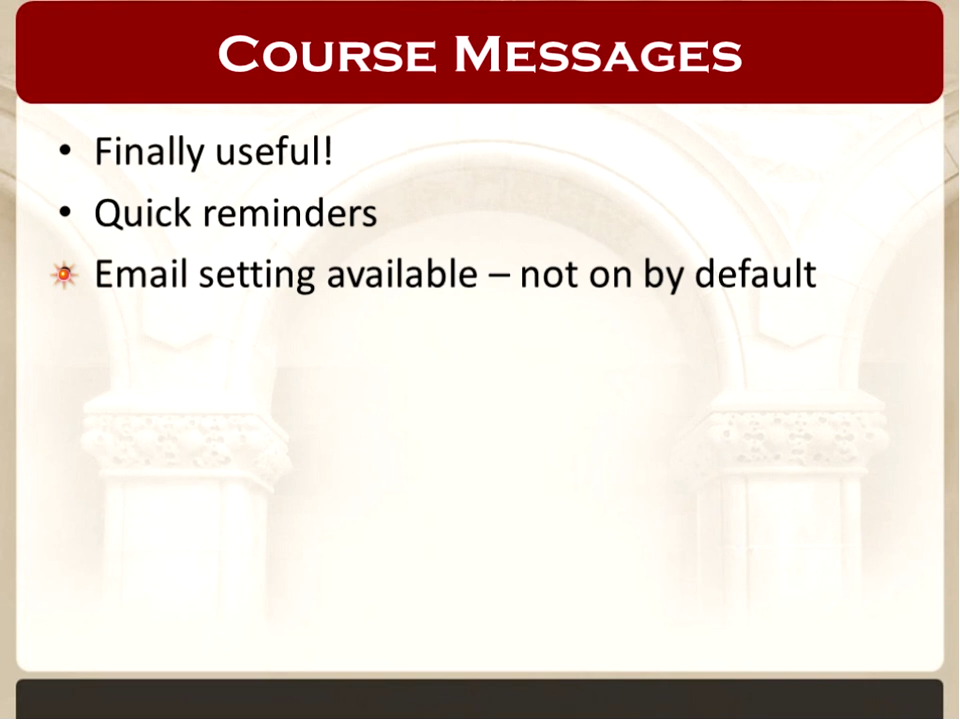 Course Messages
• Finally useful!
• Quick reminders
Email setting available – not on by default